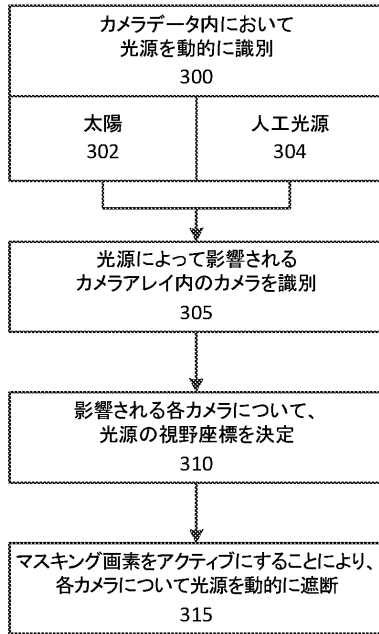 カメラデータ内において
光源を動的に識別
300
太陽
302
人工光源
304
光源によって影響される
カメラアレイ内のカメラを識別
305
影響される各カメラについて、
光源の視野座標を決定
310
マスキング画素をアクティブにすることにより、
各カメラについて光源を動的に遮断
315